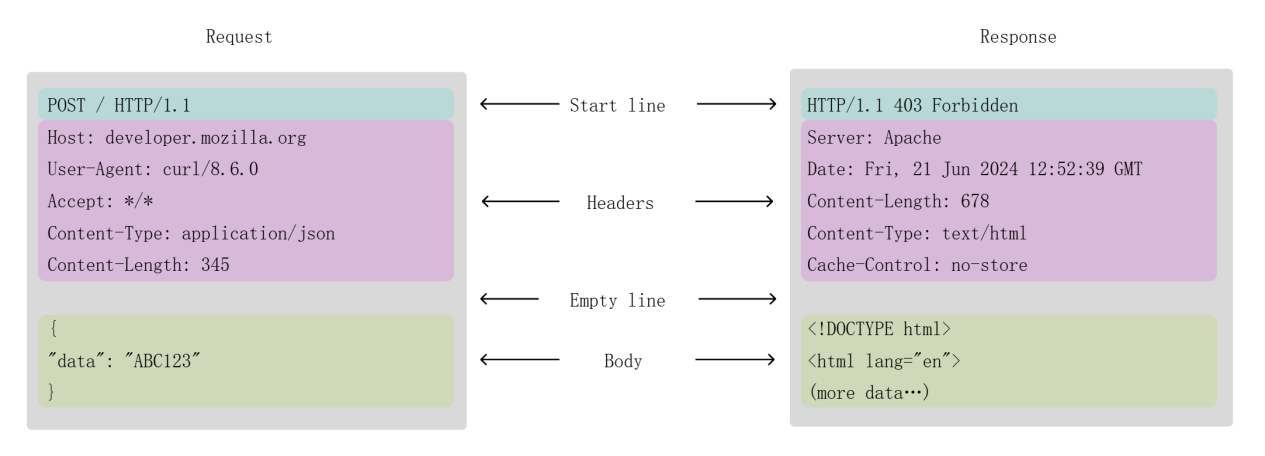 Request
POST / HTTP/1.1
Host: developer.mozilla.org
User-Agent: curl/8.6.0
Accept: */*
Content-Type: application/json
Content-Length: 345
{
"data": "ABC123"
}
Start line
Headers
Empty line
Body
Response
HTTP/1.1 403 Forbidden
Server: Apache
Date: Fri, 21 Jun 2024 12:52:39 GMT
Content-Length: 678
Content-Type: text/html
Cache-Control: no-store
<!DOCTYPE html>
<html lang="en">
(more data…)